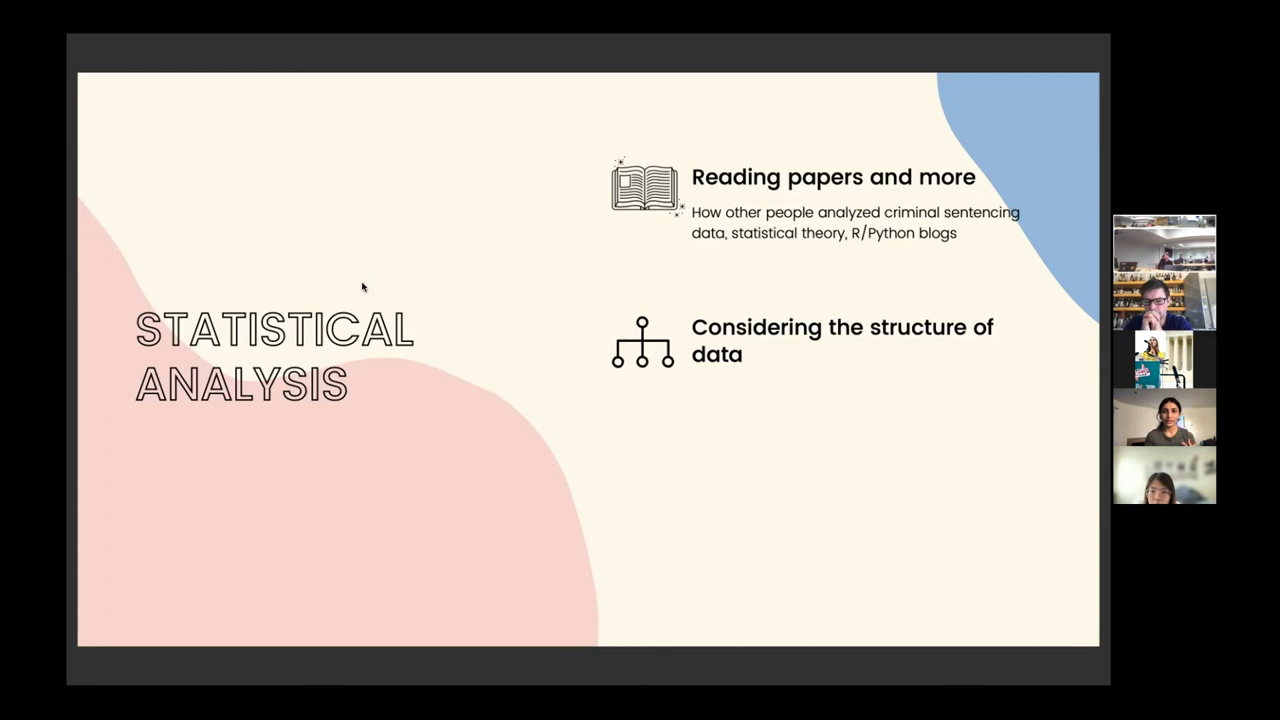 STATISTICAL
ANALYSIS
Reading papers and more
How other people analyzed criminal sentencing
data, statistical theory, R/Python blogs
Considering the structure of
data